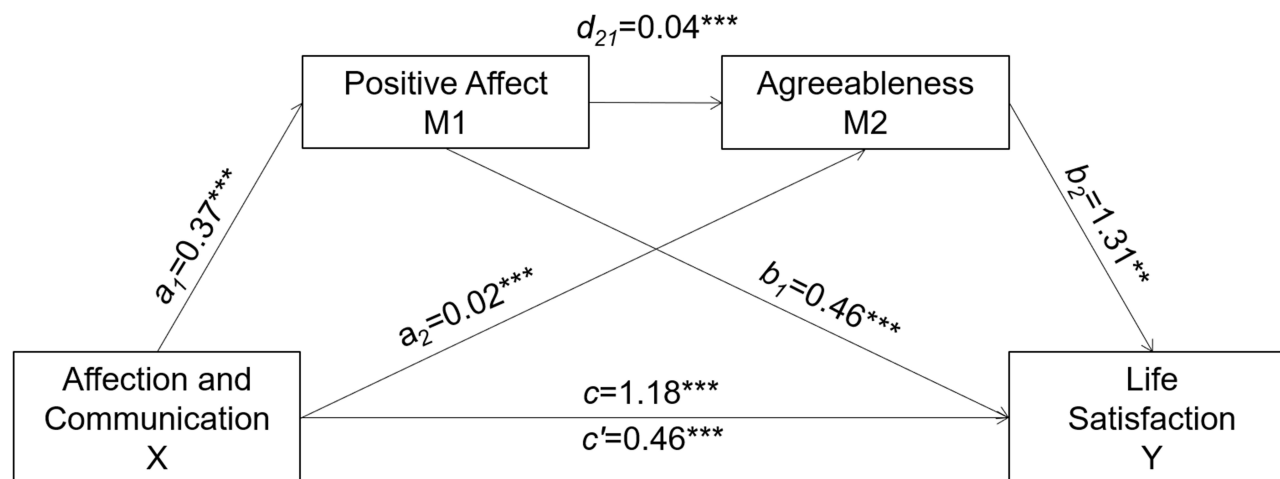 d21=0.04***
Positive Affect
M1
Agreeableness
M2
a1=0.37***
b2=1.31**
a2=0.02***
b1=0.46***
Affection and
Communication
X
c=1.18***
c'=0.46***
Life
Satisfaction
Y